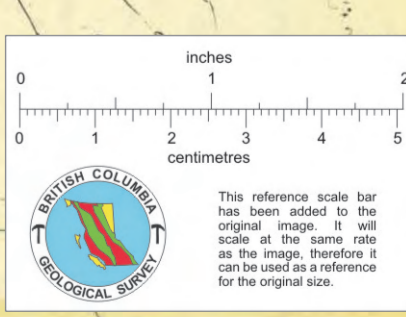 inches
0 1 2
0 1 2 3 4 5
centimetres
BRITISH COLUMBIA
GEOLOGICAL SURVEY
This reference scale bar
has been added to the
original image. It will
scale at the same rate
as the image, therefore it
can be used as a reference
for the original size.